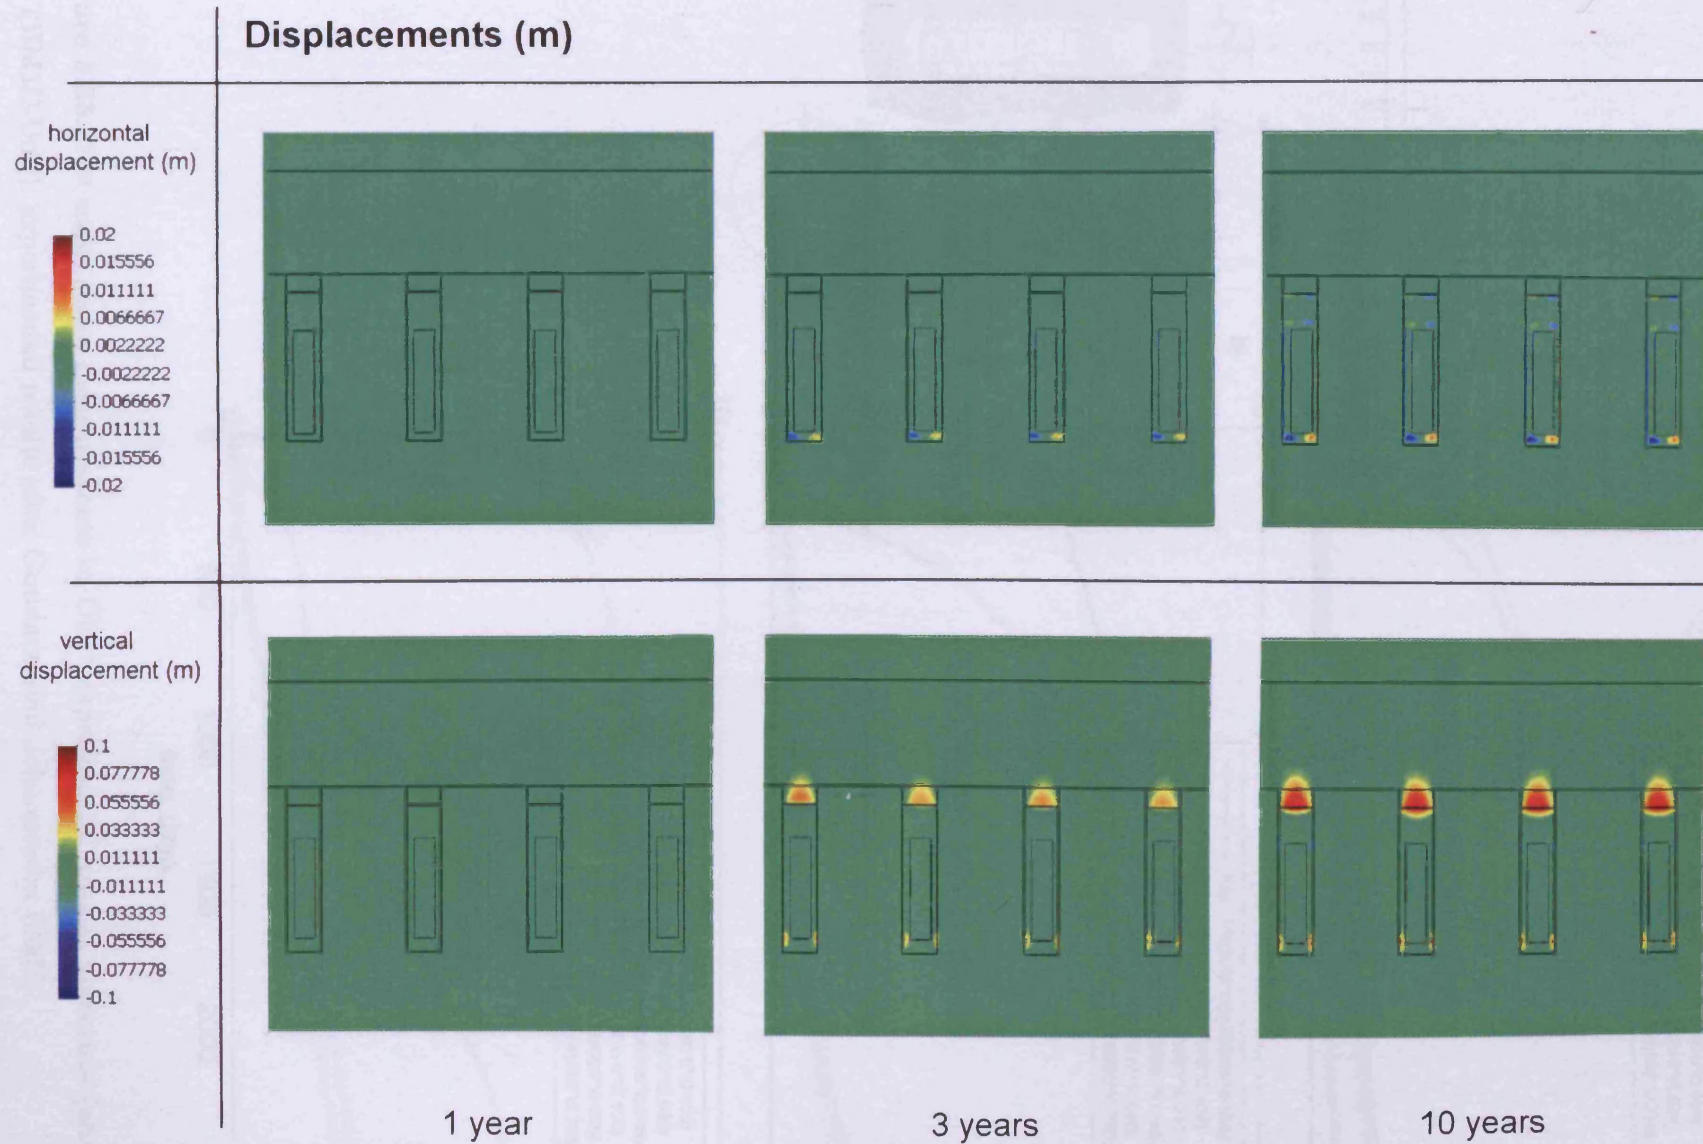 Displacements (m)
horizontal
displacement (m)
0.02
0.015556
0.011111
0.0066667
0.0022222
-0.0022222
-0.0066667
-0.011111
-0.015556
-0.02
vertical
displacement (m)
0.1
0.077778
0.055556
0.033333
0.011111
-0.011111
-0.033333
-0.055556
-0.077778
-0.1
1 year
3 years
10 years